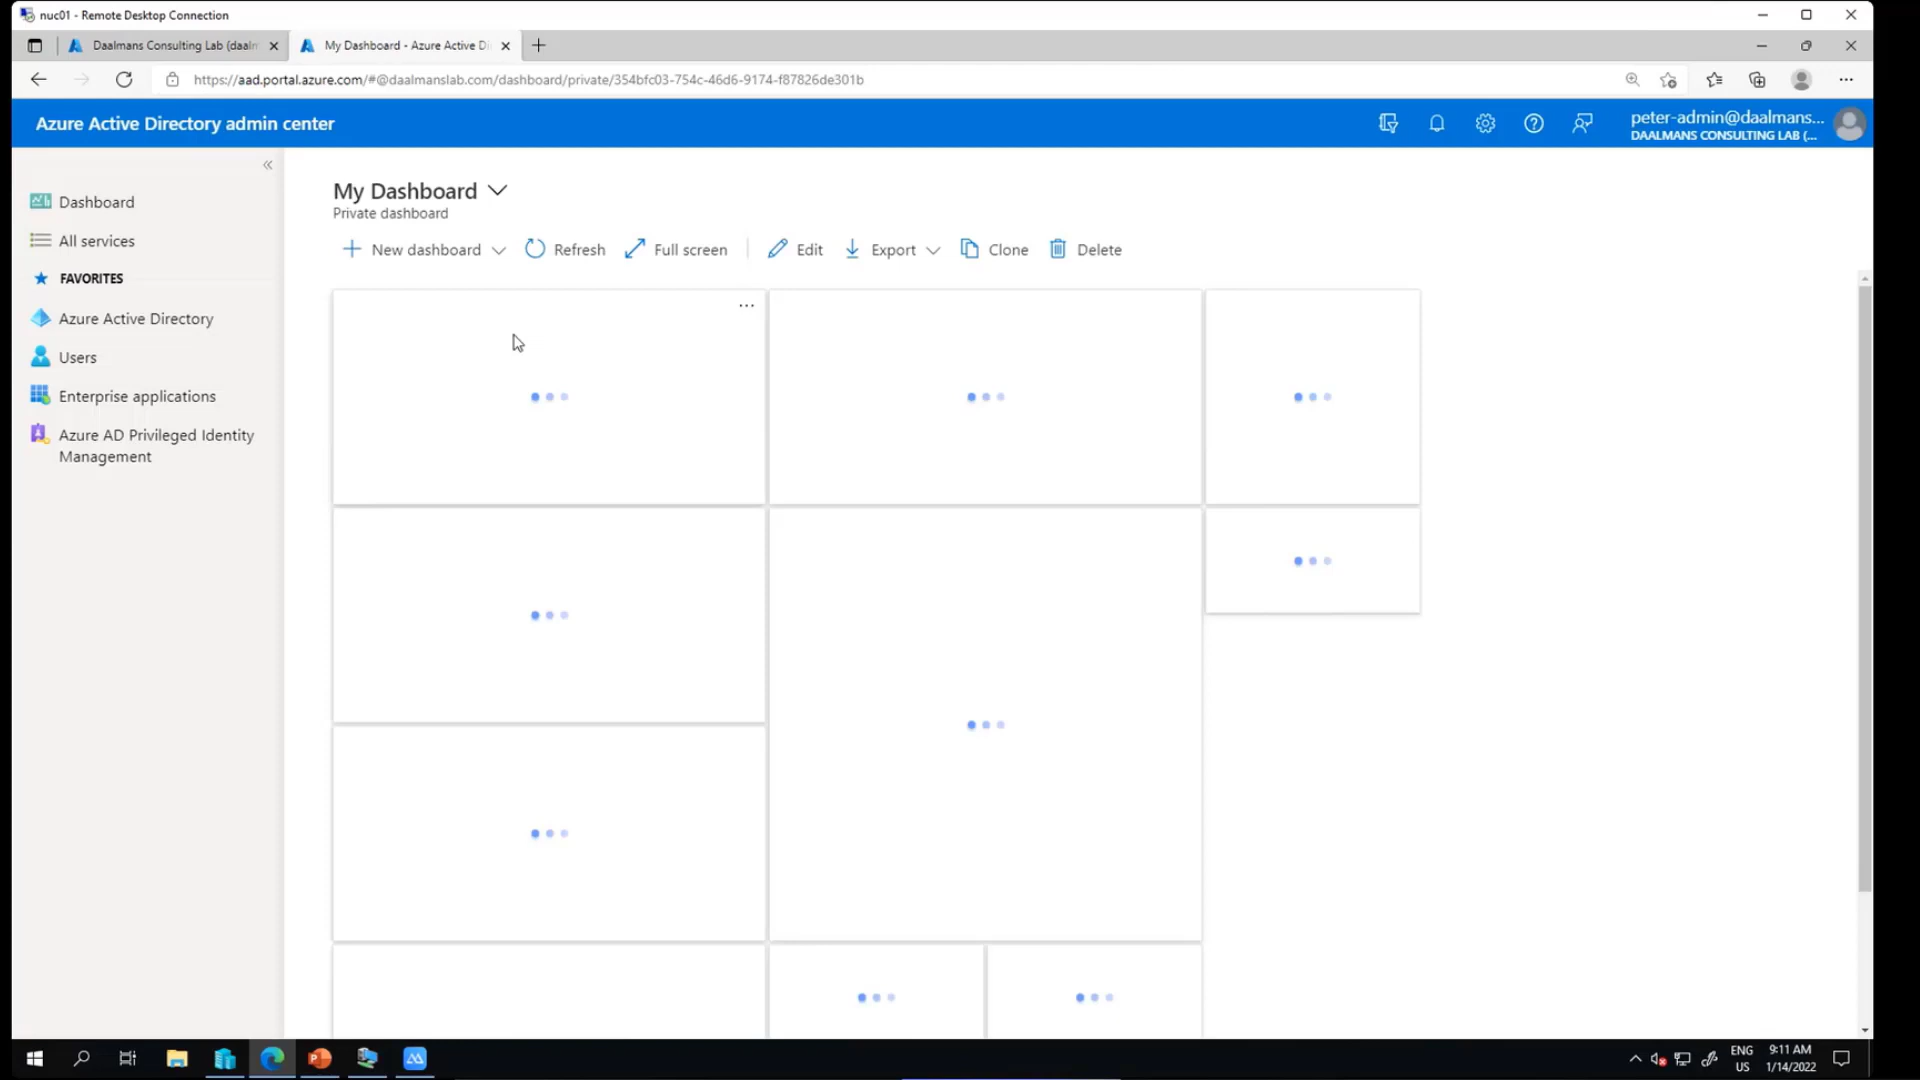 nuc01 - Remote Desktop Connection
Daalmans Consulting Lab (daaln
My Dashboard - Azure Active Di
https://aad.portal.azure.com/#@daalmanslab.com/dashboard/private/354bfc03-754c-46d6-9174-f87826de301b
Azure Active Directory admin center
peter-admin@daalmans...
DAALMANS CONSULTING LAB (...
Dashboard
All services
FAVORITES
Azure Active Directory
Users
Enterprise applications
Azure AD Privileged Identity
Management
My Dashboard
Private dashboard
New dashboard
Refresh
Full screen
Edit
Export
Clone
Delete
ENG
US
9:11 AM
1/14/2022